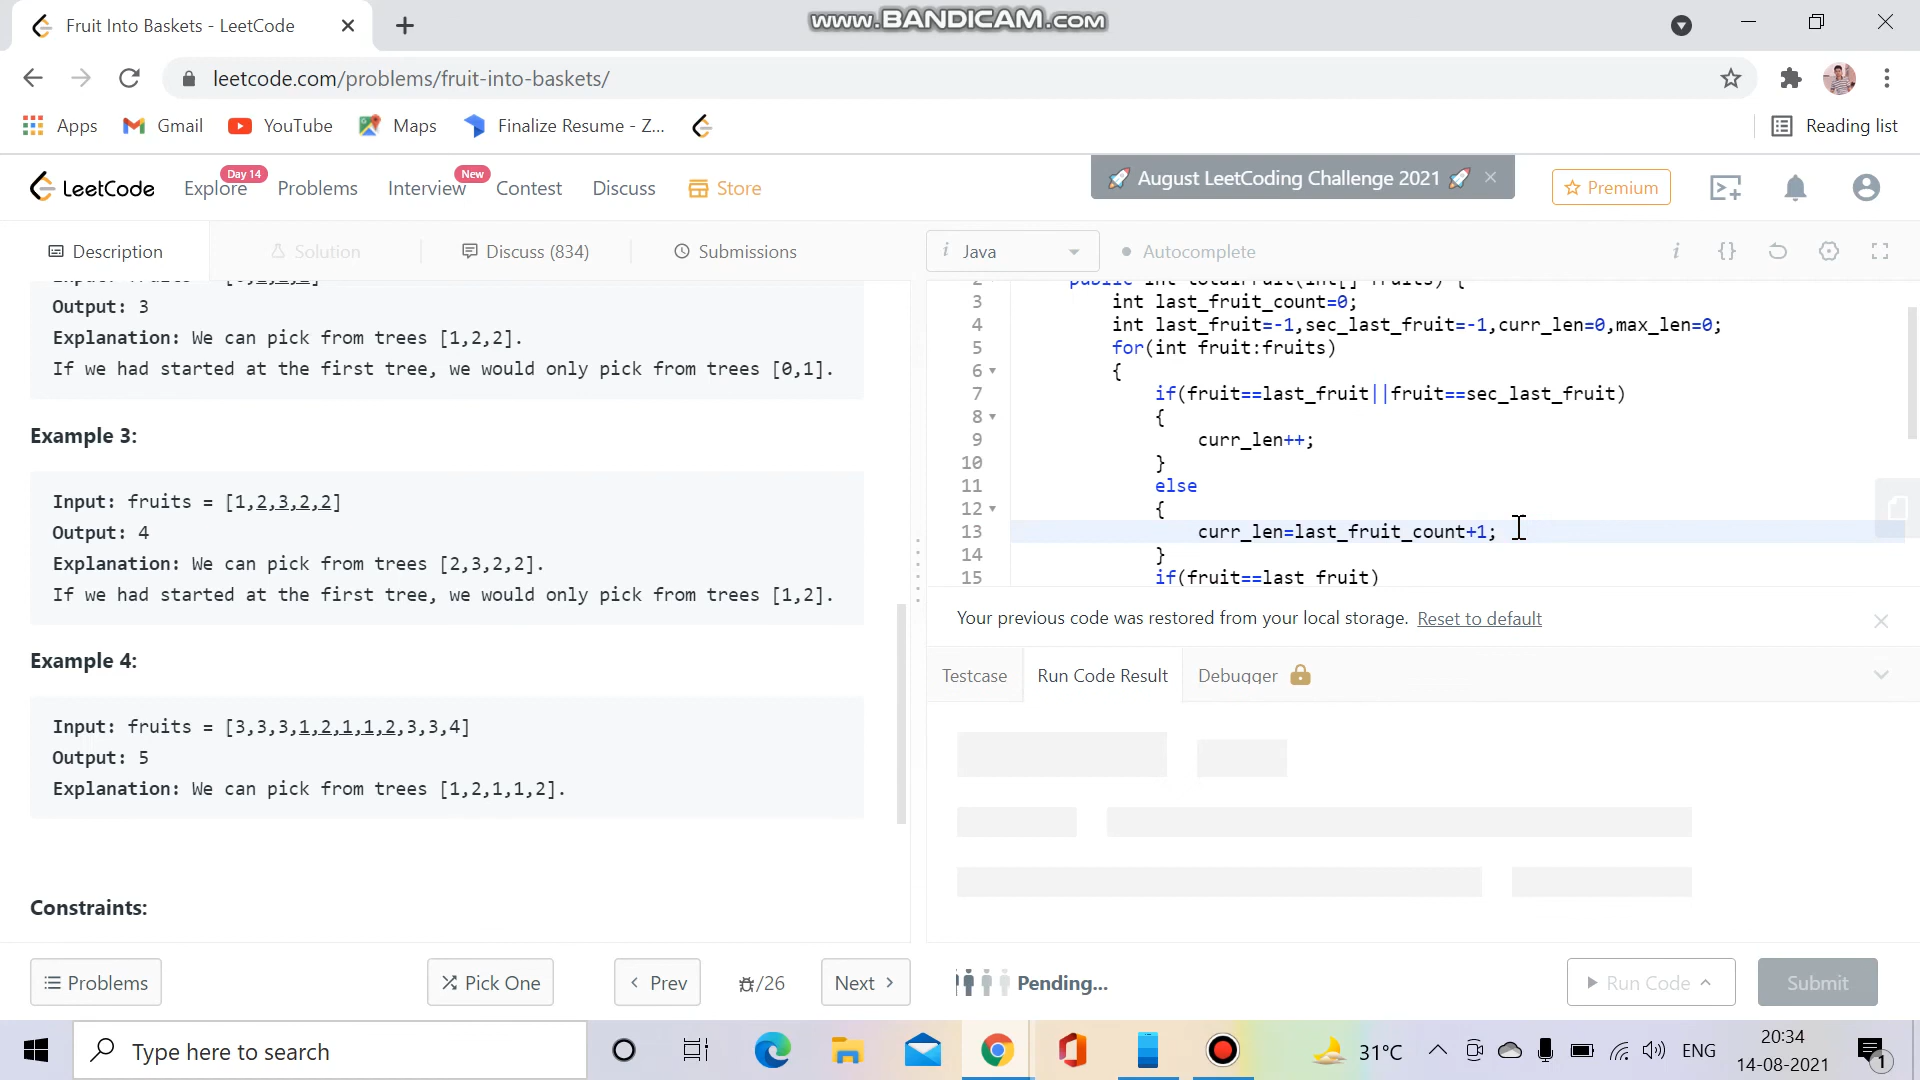 Fruit Into Baskets - LeetCode
www.BANDICAM.com
leetcode.com/problems/fruit-into-baskets/
Apps Gmail YouTube Maps Finalize Resume - Z... Reading list
LeetCode Explore Day 14 Problems Interview New Contest Discuss Store August LeetCoding Challenge 2021 Premium
Description Solution Discuss (834) Submissions
i Java Autocomplete
Output: 3
Explanation: We can pick from trees [1,2,2].
If we had started at the first tree, we would only pick from trees [0,1].
Example 3:
Input: fruits = [1,2,3,2,2]
Output: 4
Explanation: We can pick from trees [2,3,2,2].
If we had started at the first tree, we would only pick from trees [1,2].
Example 4:
Input: fruits = [3,3,3,1,2,1,1,2,3,3,4]
Output: 5
Explanation: We can pick from trees [1,2,1,1,2].
Constraints:
2 public int totalFruit(int[] fruits) {
3 int last_fruit_count=0;
4 int last_fruit=-1,sec_last_fruit=-1,curr_len=0,max_len=0;
5 for(int fruit:fruits)
6 {
7 if(fruit==last_fruit||fruit==sec_last_fruit)
8 {
9 curr_len++;
10 }
11 else
12 {
13 curr_len=last_fruit_count+1;
14 }
15 if(fruit==last fruit)
Your previous code was restored from your local storage. Reset to default
Testcase Run Code Result Debugger
Problems Pick One Prev /26 Next Pending... Run Code Submit
Type here to search
31°C ENG
20:34
14-08-2021
1